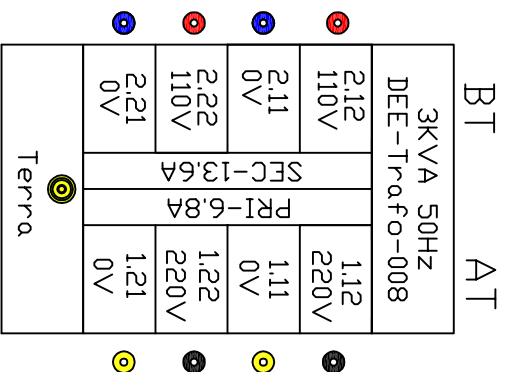 BT
AT
3KVA 50Hz
DEE-Trafo-008
2.12
110V
2.11
0V
2.22
110V
2.21
0V
SEC-13.6A
PRI-6.8A
1.12
220V
1.11
0V
1.22
220V
1.21
0V
Terra